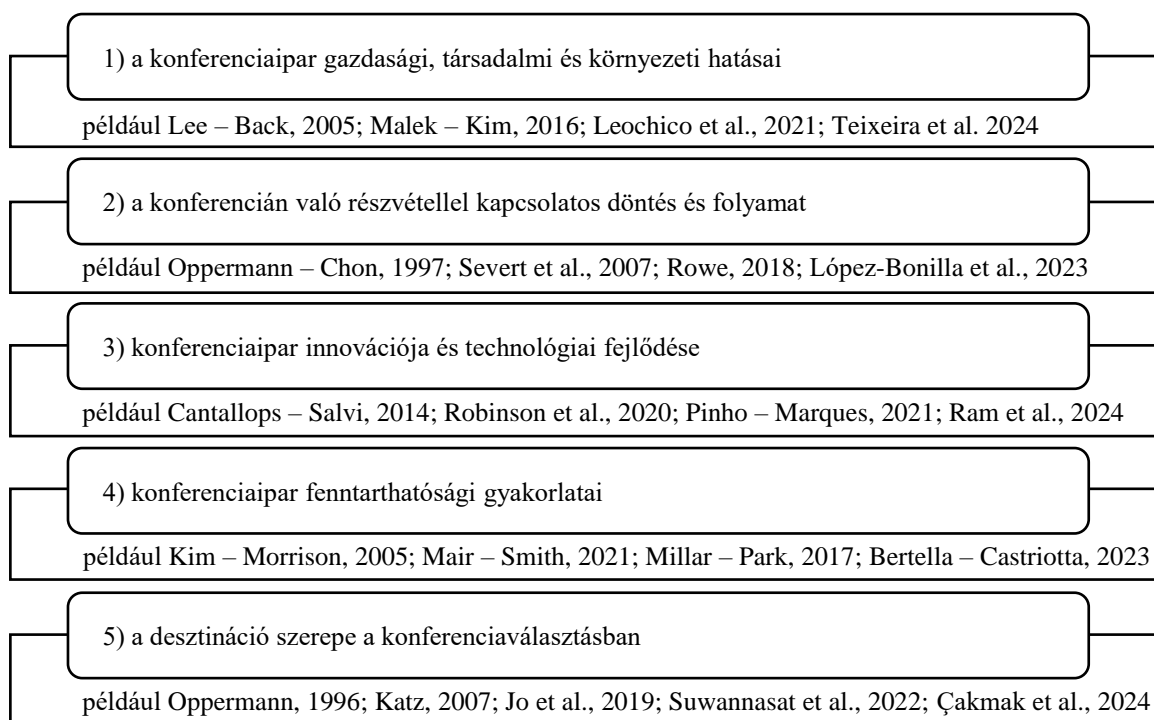 1) a konferenciaipar gazdasági, társadalmi és környezeti hatásai
például Lee – Back, 2005; Malek – Kim, 2016; Leochico et al., 2021; Teixeira et al. 2024
2) a konferencián való részvétellel kapcsolatos döntés és folyamat
például Oppermann – Chon, 1997; Severt et al., 2007; Rowe, 2018; López-Bonilla et al., 2023
3) konferenciaipar innovációja és technológiai fejlődése
például Cantallops – Salvi, 2014; Robinson et al., 2020; Pinho – Marques, 2021; Ram et al., 2024
4) konferenciaipar fenntarthatósági gyakorlatai
például Kim – Morrison, 2005; Mair – Smith, 2021; Millar – Park, 2017; Bertella – Castriotta, 2023
5) a desztináció szerepe a konferenciaválasztásban
például Oppermann, 1996; Katz, 2007; Jo et al., 2019; Suwannasat et al., 2022; Çakmak et al., 2024